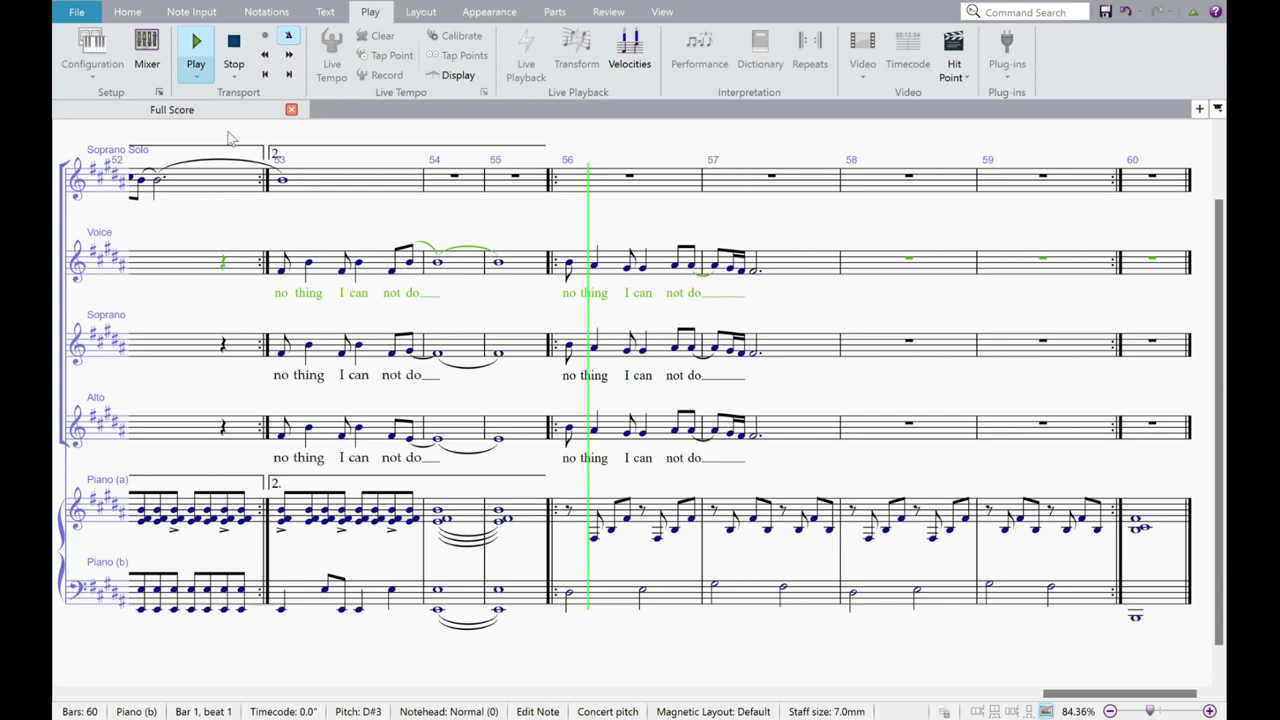 File Home Note Input Notations Text Play Layout Appearance Parts Review View Command Search
Configuration Mixer Play Stop Live Tempo Clear Tap Point Record Calibrate Tap Points Display Live Playback Transform Velocities Performance Dictionary Repeats Video Timecode Hit Point Plug-ins
Setup Transport Live Tempo Live Playback Interpretation Video Plug-ins
Full Score
Soprano Solo
52 2. 53 54 55 56 57 58 59 60
Voice
no thing I can not do no thing I can not do
Soprano
no thing I can not do no thing I can not do
Alto
no thing I can not do no thing I can not do
Piano (a)
2.
Piano (b)
Bars: 60 Piano (b) Bar 1, beat 1 Timecode: 0.0" Pitch: D#3 Notehead: Normal (0) Edit Note Concert pitch Magnetic Layout: Default Staff size: 7.0mm 84.36%